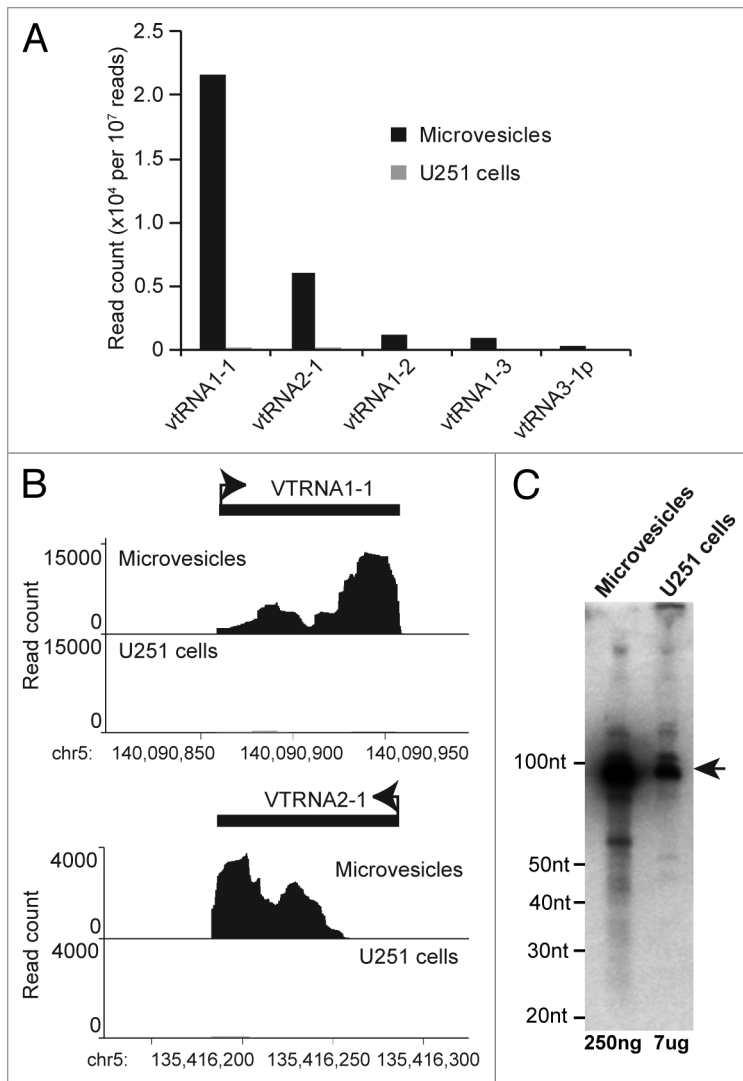 A
Read count (x10⁴ per 10⁷ reads)
2.5
2.0
1.5
1.0
0.5
0
Microvesicles
U251 cells
vtRNA1-1
vtRNA2-1
vtRNA1-2
vtRNA1-3
vtRNA3-1p
B
VTRNA1-1
Read count
15000
Microvesicles
0
15000
U251 cells
0
chr5: 140,090,850 140,090,900 140,090,950
VTRNA2-1
Read count
4000
Microvesicles
0
4000
U251 cells
0
chr5: 135,416,200 135,416,250 135,416,300
C
Microvesicles
U251 cells
100nt
50nt
40nt
30nt
20nt
250ng 7ug